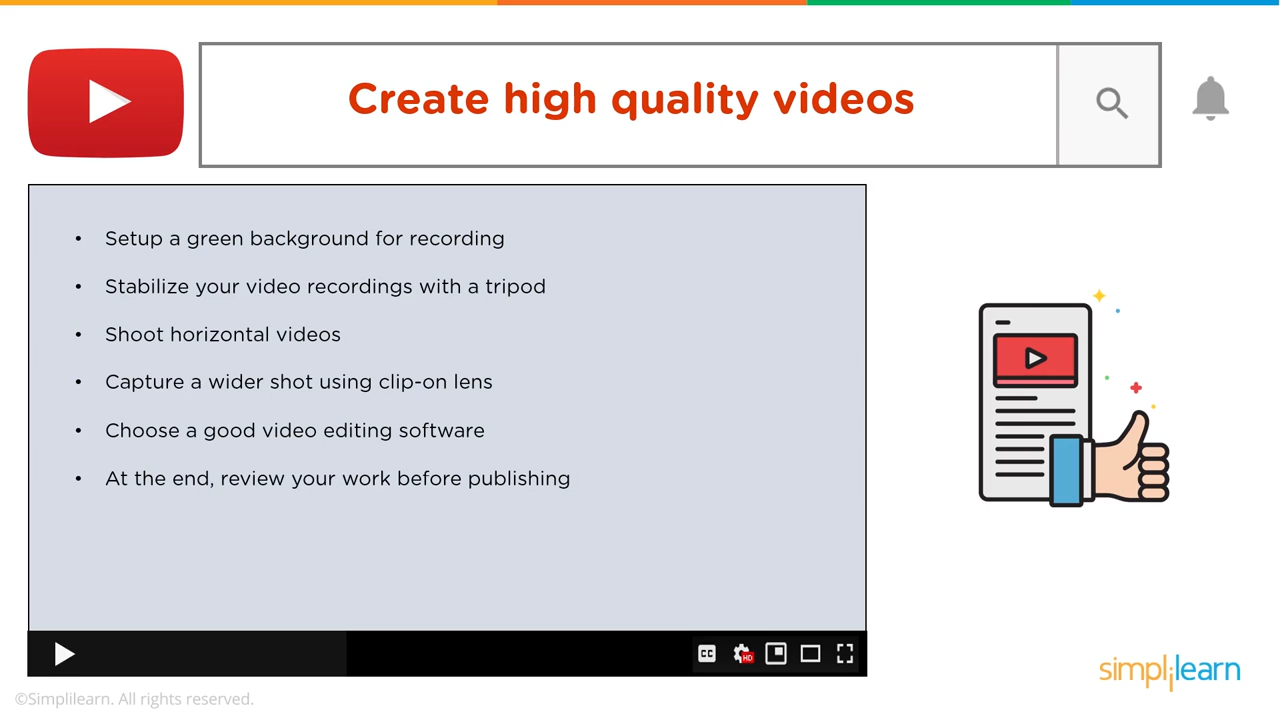 Create high quality videos
• Setup a green background for recording
• Stabilize your video recordings with a tripod
• Shoot horizontal videos
• Capture a wider shot using clip-on lens
• Choose a good video editing software
• At the end, review your work before publishing
CC
HD
simplilearn
©Simplilearn. All rights reserved.